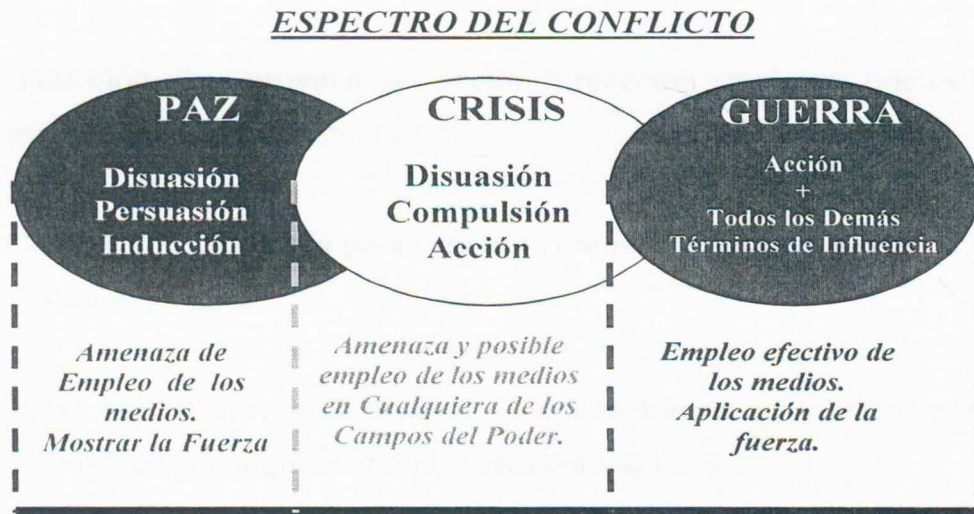 ESPECTRO DEL CONFLICTO
PAZ
Disuasión
Persuasión
Inducción
CRISIS
Disuasión
Compulsión
Acción
GUERRA
Acción
+
Todos los Demás
Términos de Influencia
Amenaza de
Empleo de los
medios.
Mostrar la Fuerza
Amenaza y posible
empleo de los medios
en Cualquiera de los
Campos del Poder.
Empleo efectivo de
los medios.
Aplicación de la
fuerza.